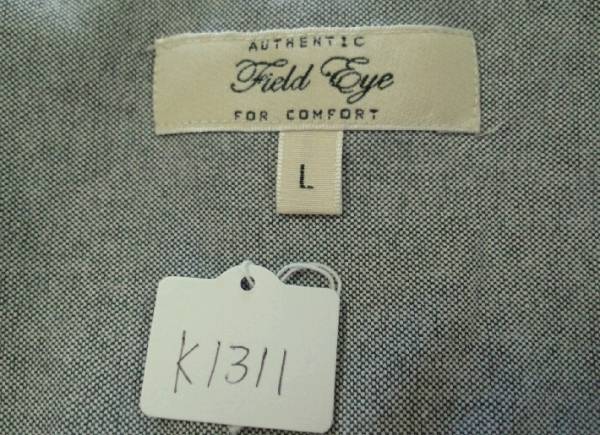 AUTHENTIC
Field Eye
FOR COMFORT
L
K1311